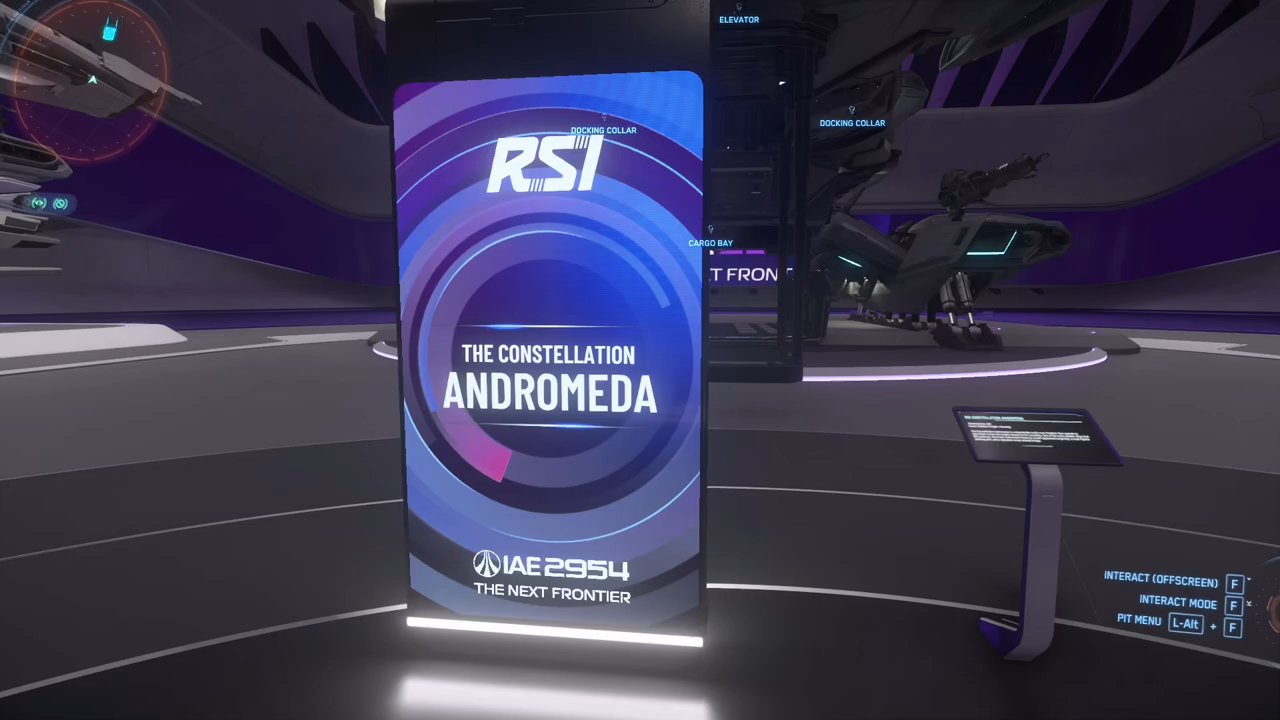 ELEVATOR
DOCKING COLLAR
DOCKING COLLAR
RSI
CARGO BAY
T FRONT
THE CONSTELLATION
ANDROMEDA
IAE 2954
THE NEXT FRONTIER
INTERACT (OFFSCREEN) F
INTERACT MODE F
PIT MENU L-Alt + F